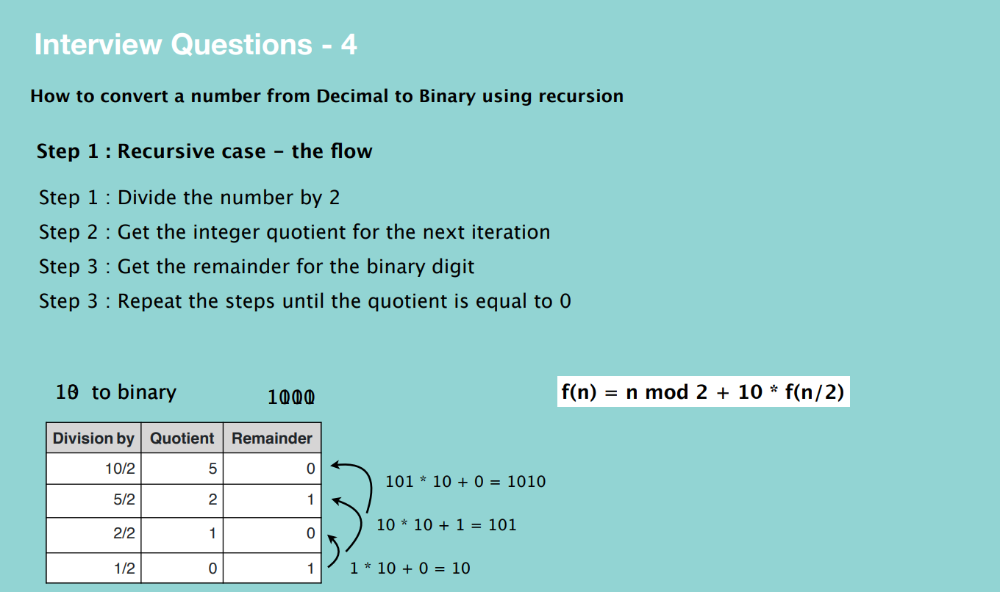 Interview Questions - 4
How to convert a number from Decimal to Binary using recursion
Step 1 : Recursive case – the flow
Step 1 : Divide the number by 2
Step 2 : Get the integer quotient for the next iteration
Step 3 : Get the remainder for the binary digit
Step 3 : Repeat the steps until the quotient is equal to 0
to binary
f(n) = n mod 2 + 10 * f(n/2)
Division by Quotient Remainder
10/2 5 0
5/2 2 1
2/2 1 0
1/2 0 1
101 * 10 + 0 = 1010
10 * 10 + 1 = 101
1 * 10 + 0 = 10